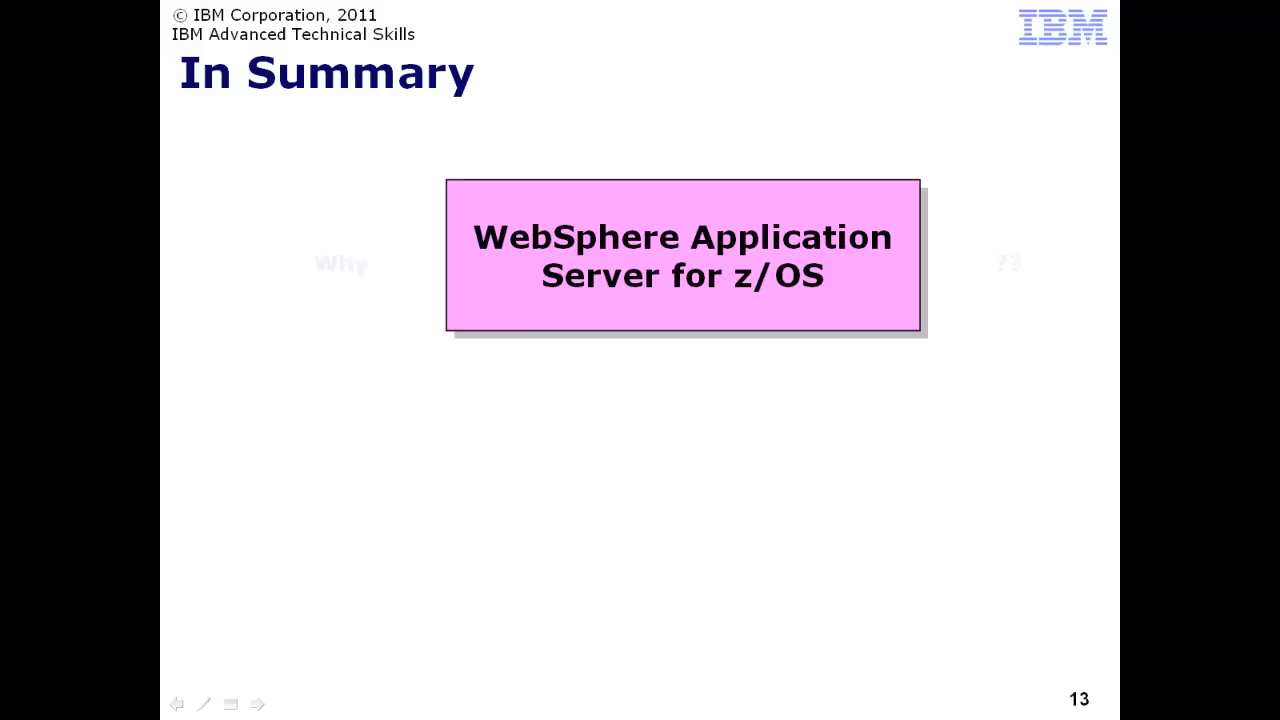 © IBM Corporation, 2011
IBM Advanced Technical Skills
IBM
In Summary
WebSphere Application
Server for z/OS
Why
??
13